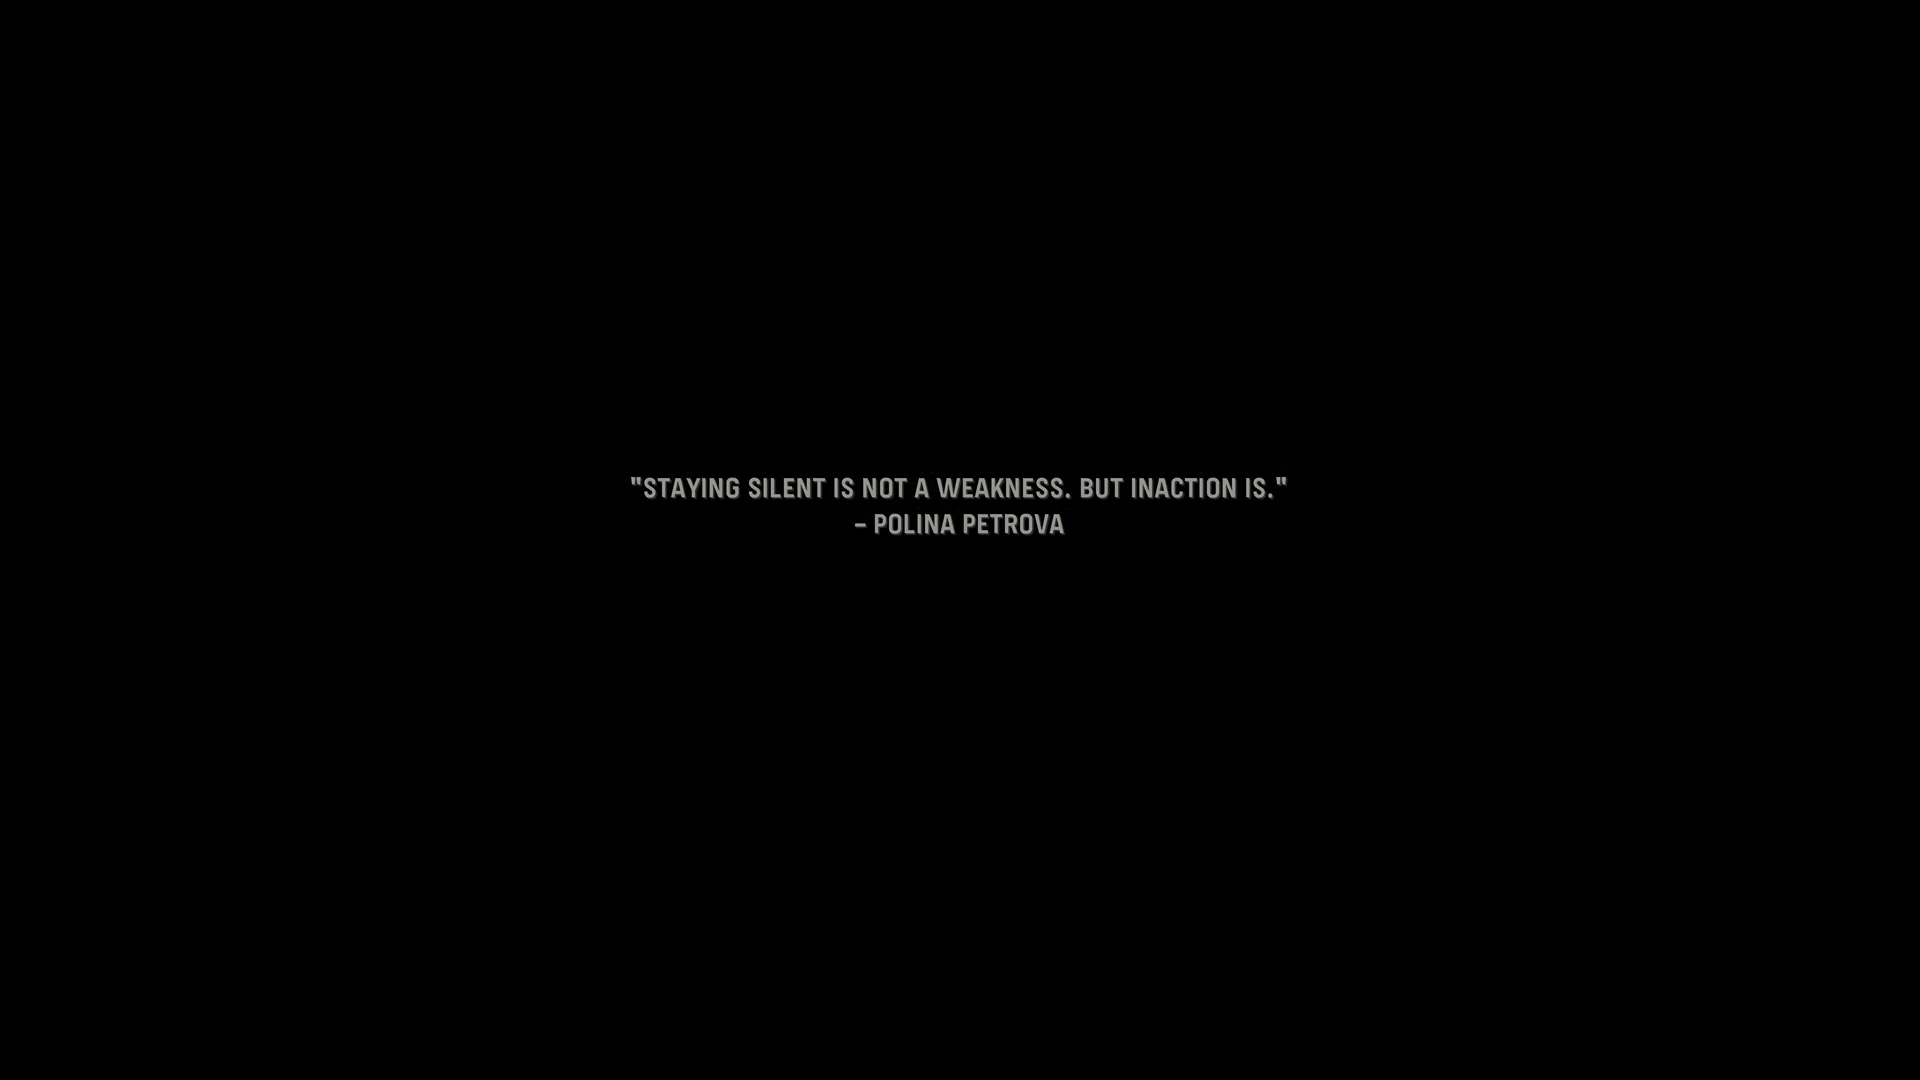 "STAYING SILENT IS NOT A WEAKNESS. BUT INACTION IS."
– POLINA PETROVA